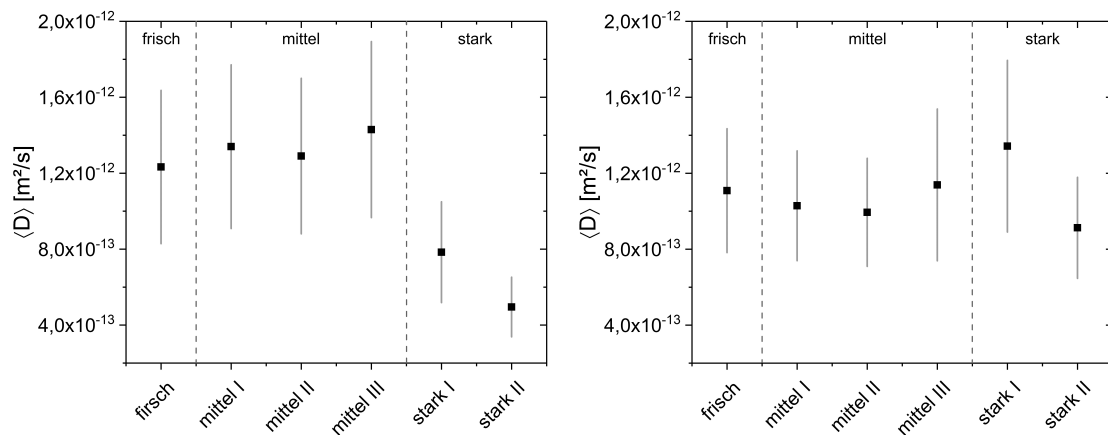 2,0x10⁻¹²
1,6x10⁻¹²
1,2x10⁻¹²
8,0x10⁻¹³
4,0x10⁻¹³
⟨D⟩ [m²/s]
frisch mittel stark
firsch mittel I mittel II mittel III stark I stark II
2,0x10⁻¹²
1,6x10⁻¹²
1,2x10⁻¹²
8,0x10⁻¹³
4,0x10⁻¹³
⟨D⟩ [m²/s]
frisch mittel stark
frisch mittel I mittel II mittel III stark I stark II